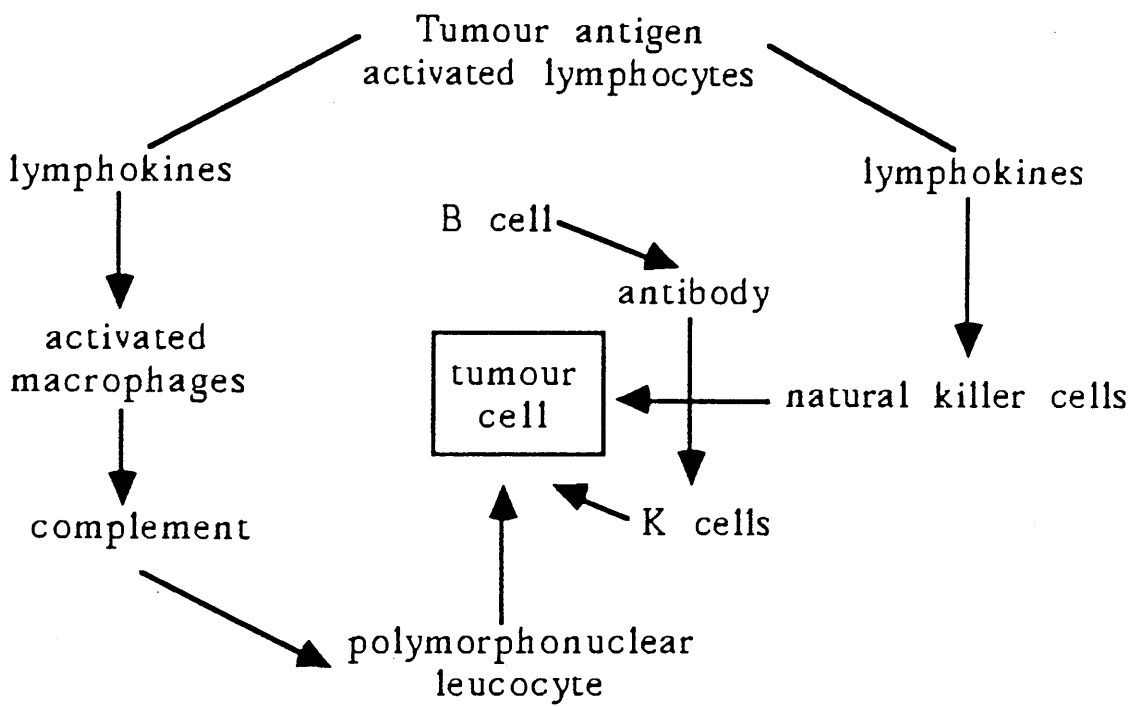 Tumour antigen
activated lymphocytes
lymphokines
lymphokines
B cell
antibody
activated
macrophages
tumour
cell
natural killer cells
complement
K cells
polymorphonuclear
leucocyte